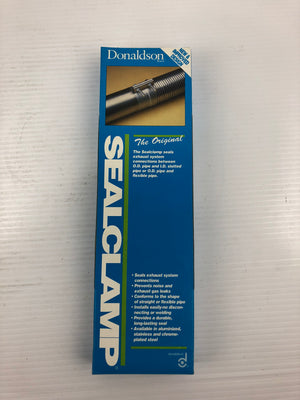 Donaldson
NEW &
IMPROVED
The Original
SEALCLAMP
The Sealclamp seals
exhaust system
connections between
O.D. pipe and I.D. slotted
pipe or O.D. pipe and
flexible pipe.
• Seals exhaust system
connections
• Prevents noise and
exhaust gas leaks
• Conforms to the shape
of straight or flexible pipe
• Installs easily-no discon-
necting or welding
• Provides a durable,
long-lasting seal
• Available in aluminized,
stainless and chrome-
plated steel